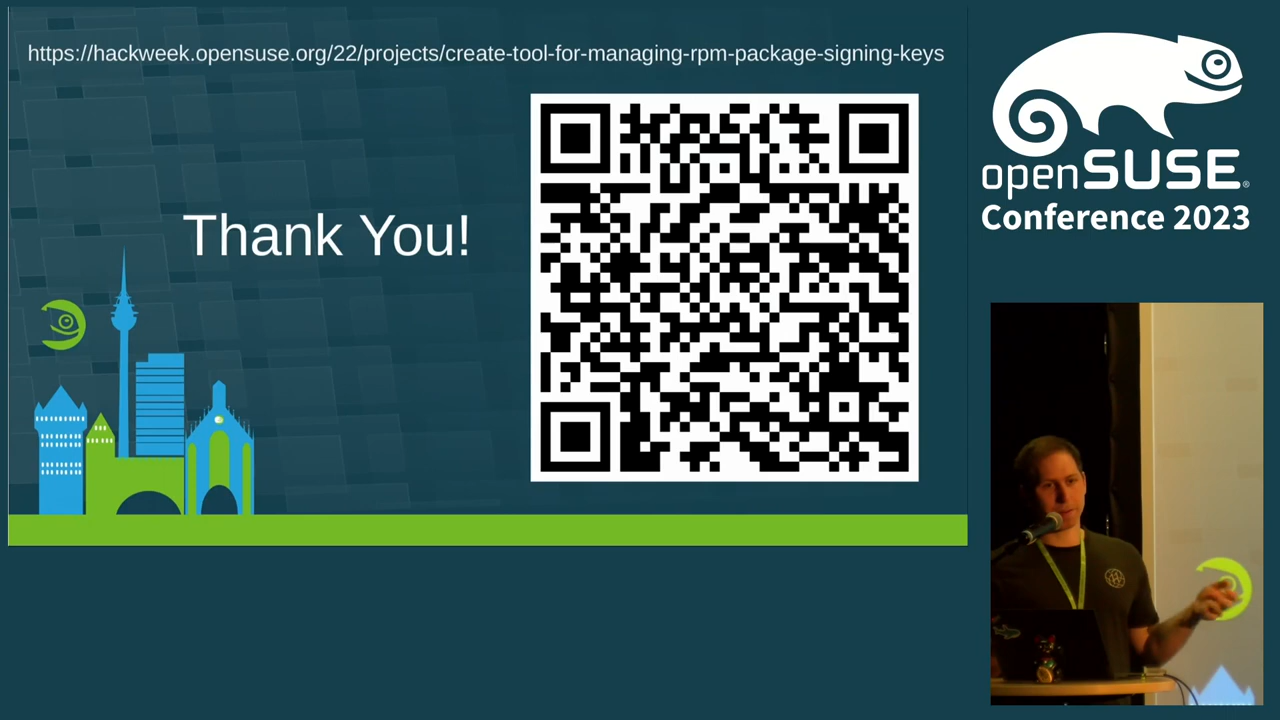 https://hackweek.opensuse.org/22/projects/create-tool-for-managing-rpm-package-signing-keys
Thank You!
openSUSE®
Conference 2023